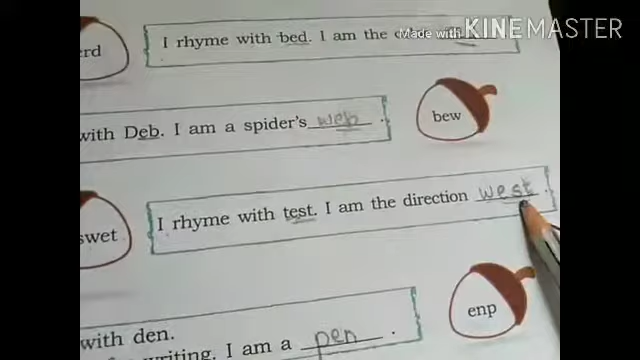 Made with KINEMASTER
erd
I rhyme with bed. I am the
with Deb. I am a spider's web.
bew
swet
I rhyme with test. I am the direction west.
with den.
writing. I am a pen.
enp